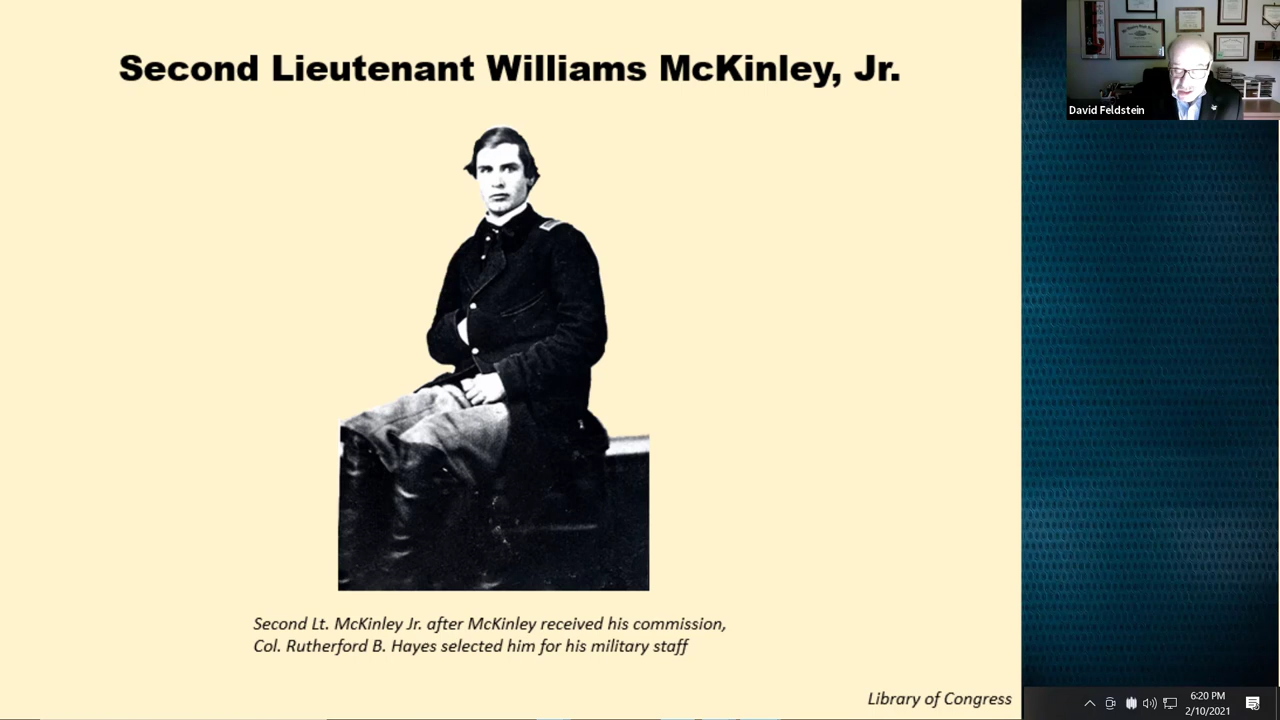 Second Lieutenant Williams McKinley, Jr.
David Feldstein
Second Lt. McKinley Jr. after McKinley received his commission,
Col. Rutherford B. Hayes selected him for his military staff
Library of Congress
6:20 PM
2/10/2021